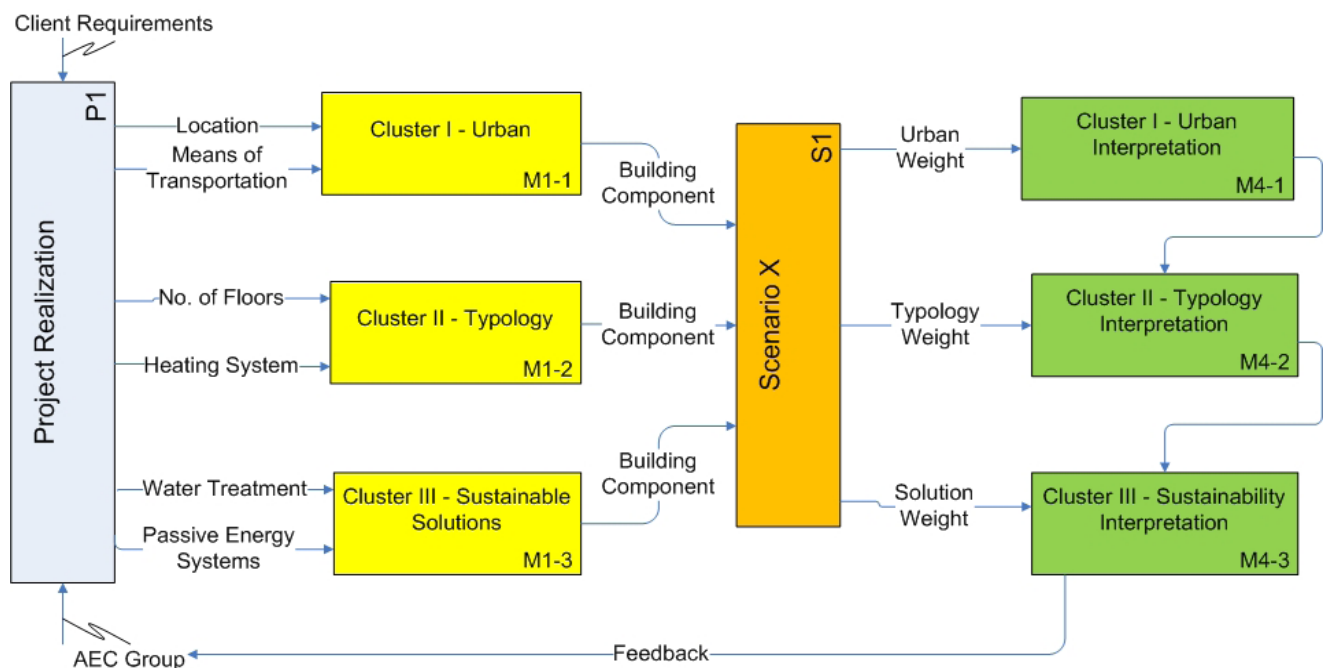 Client Requirements
P1
Project Realization
Location
Means of
Transportation
No. of Floors
Heating System
Water Treatment
Passive Energy
Systems
Cluster I - Urban
M1-1
Cluster II - Typology
M1-2
Cluster III - Sustainable
Solutions
M1-3
Building
Component
Building
Component
Building
Component
S1
Scenario X
Urban
Weight
Typology
Weight
Solution
Weight
Cluster I - Urban
Interpretation
M4-1
Cluster II - Typology
Interpretation
M4-2
Cluster III - Sustainability
Interpretation
M4-3
Feedback
AEC Group